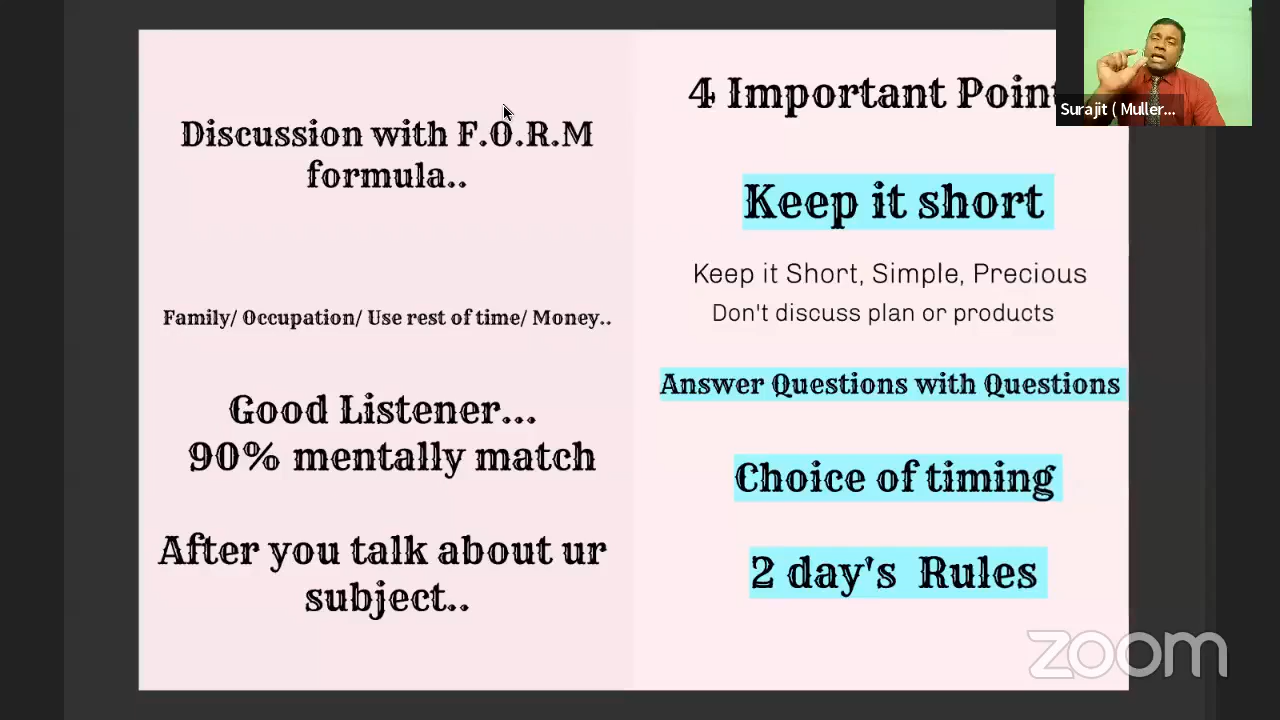 Discussion with F.O.R.M
formula..
Family/ Occupation/ Use rest of time/ Money..
Good Listener...
90% mentally match
After you talk about ur
subject..
4 Important Point
Keep it short
Keep it Short, Simple, Precious
Don't discuss plan or products
Answer Questions with Questions
Choice of timing
2 day's Rules
Surajit ( Muller...
zoom